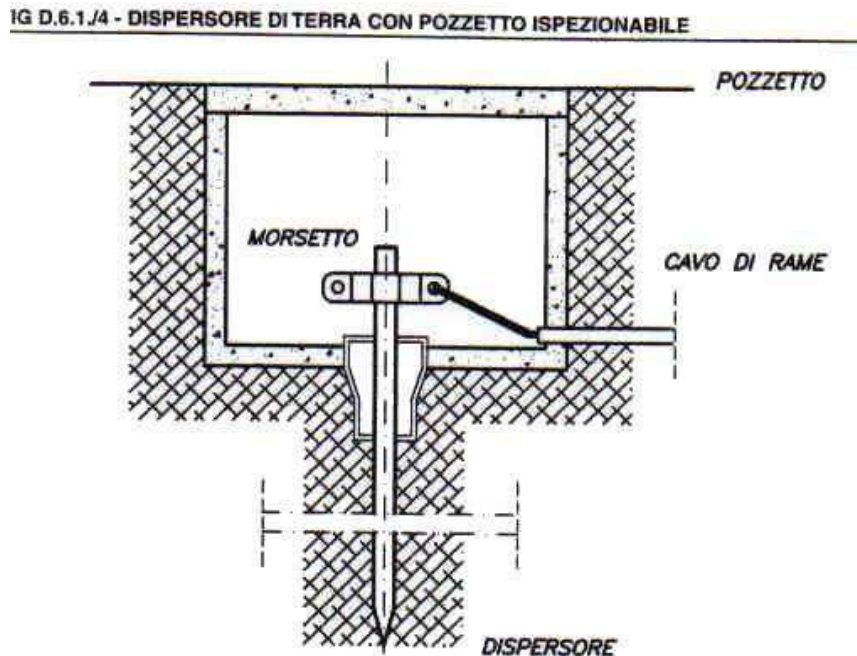 IG D.6.1./4 - DISPERSORE DI TERRA CON POZZETTO ISPEZIONABILE
POZZETTO
MORSETTO
CAVO DI RAME
DISPERSORE